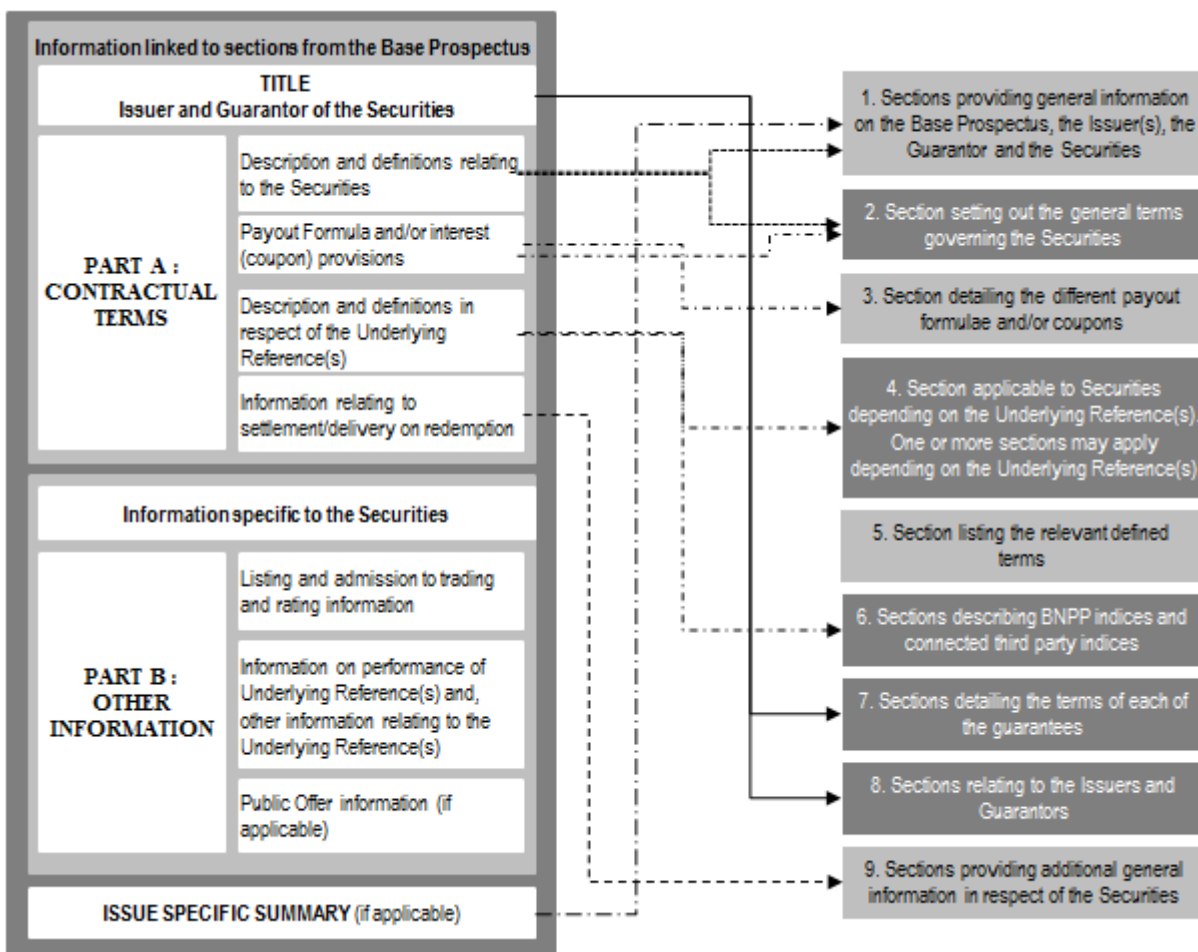 Information linked to sections from the Base Prospectus
TITLE
Issuer and Guarantor of the Securities
PART A :
CONTRACTUAL
TERMS
Description and definitions relating
to the Securities
Payout Formula and/or interest
(coupon) provisions
Description and definitions in
respect of the Underlying
Reference(s)
Information relating to
settlement/delivery on redemption
Information specific to the Securities
PART B :
OTHER
INFORMATION
Listing and admission to trading
and rating information
Information on performance of
Underlying Reference(s) and,
other information relating to the
Underlying Reference(s)
Public Offer information (if
applicable)
ISSUE SPECIFIC SUMMARY (if applicable)
1. Sections providing general information
on the Base Prospectus, the Issuer(s), the
Guarantor and the Securities
2. Section setting out the general terms
governing the Securities
3. Section detailing the different payout
formulae and/or coupons
4. Section applicable to Securities
depending on the Underlying Reference(s).
One or more sections may apply
depending on the Underlying Reference(s)
5. Section listing the relevant defined
terms
6. Sections describing BNPP indices and
connected third party indices
7. Sections detailing the terms of each of
the guarantees
8. Sections relating to the Issuers and
Guarantors
9. Sections providing additional general
information in respect of the Securities